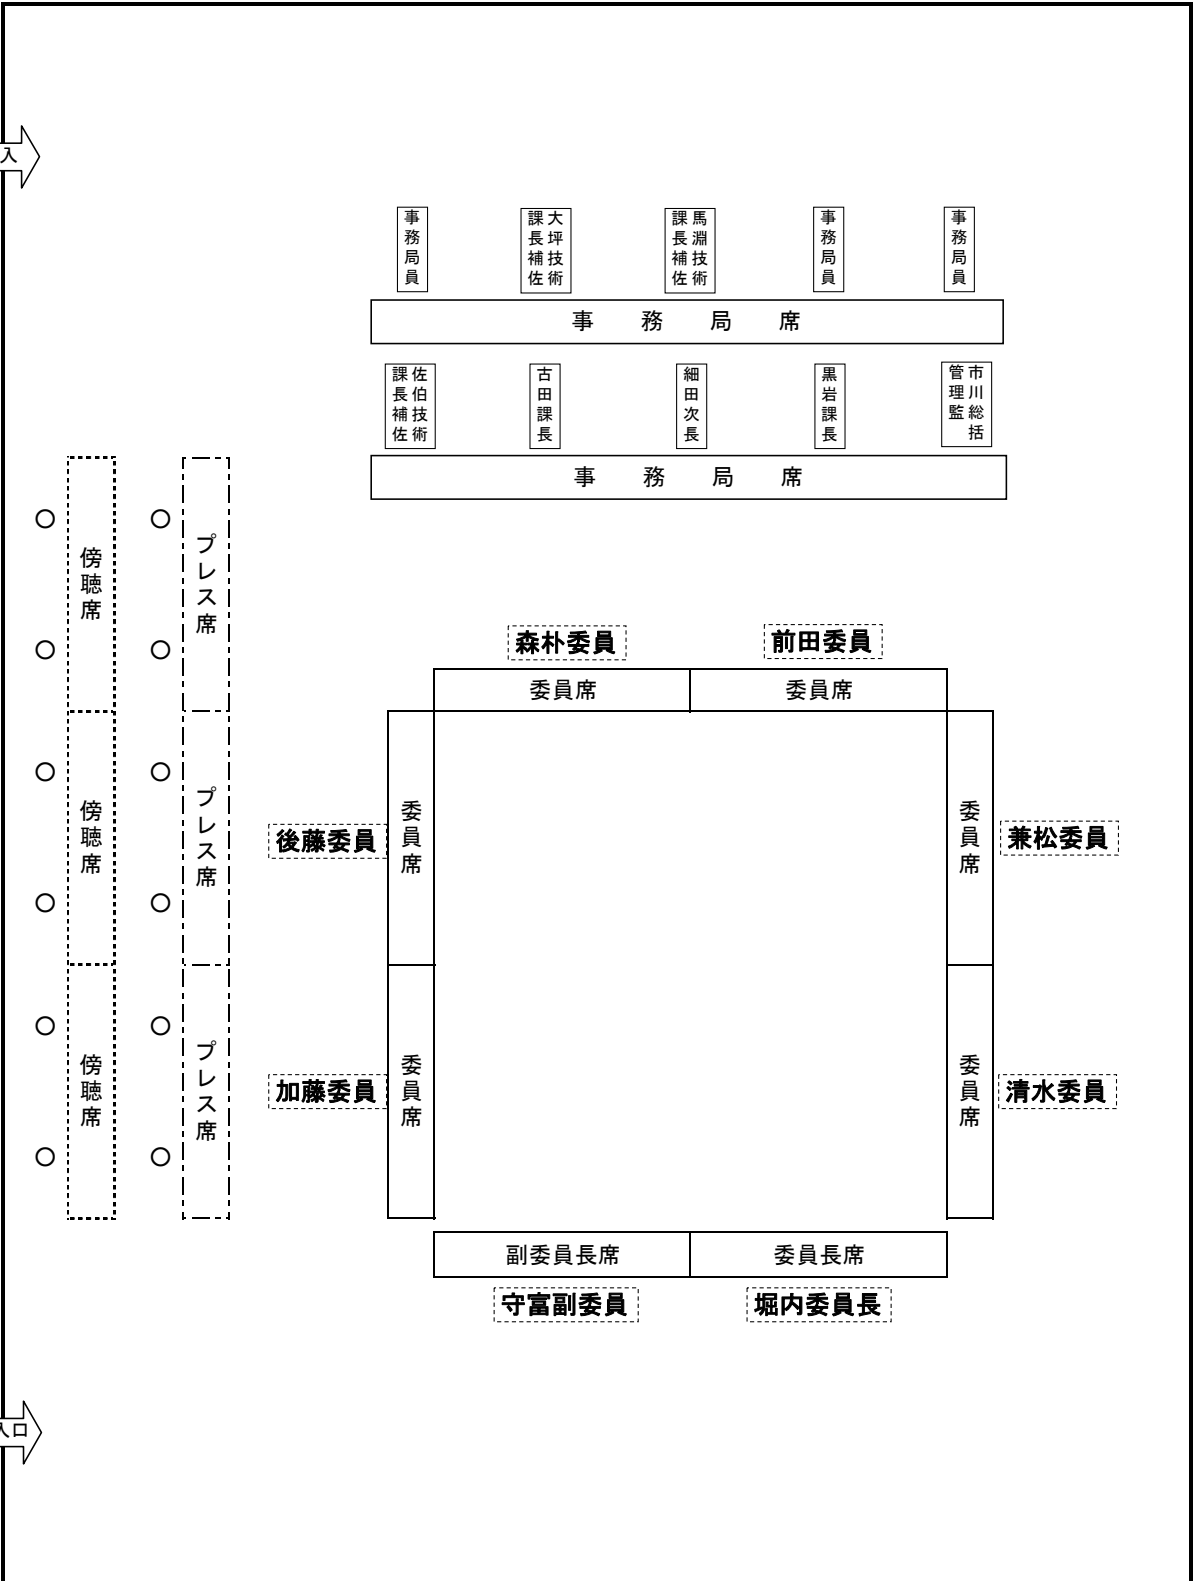 入
事務局員
大坪技術
課長補佐
馬淵技術
課長補佐
事務局員
事務局員
事務局席
佐伯技術
課長補佐
古田課長
細田次長
黒岩課長
市川総括
管理監
事務局席
傍聴席
プレス席
森朴委員
前田委員
委員席
委員席
傍聴席
プレス席
後藤委員
委員席
委員席
兼松委員
傍聴席
プレス席
加藤委員
委員席
委員席
清水委員
副委員長席
委員長席
守富副委員
堀内委員長
入口